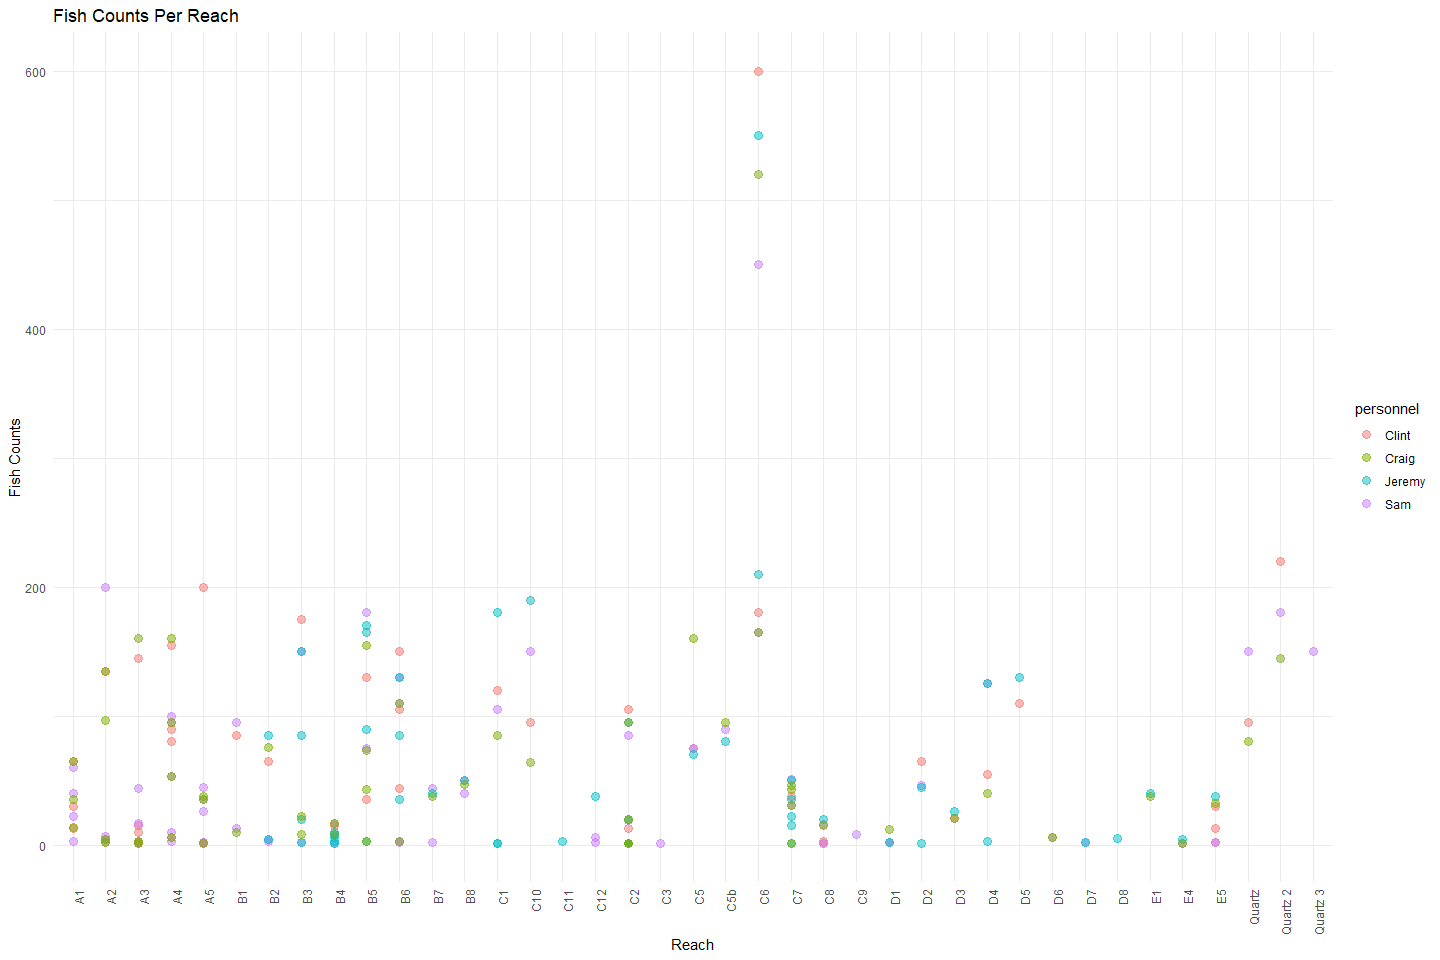 Fish Counts Per Reach
600
400
200
0
Fish Counts
A1 A2 A3 A4 A5 B1 B2 B3 B4 B5 B6 B7 B8 C1 C10 C11 C12 C2 C3 C5 C5b C6 C7 C8 C9 D1 D2 D3 D4 D5 D6 D7 D8 E1 E4 E5 Quartz Quartz 2 Quartz 3
Reach
personnel
Clint
Craig
Jeremy
Sam